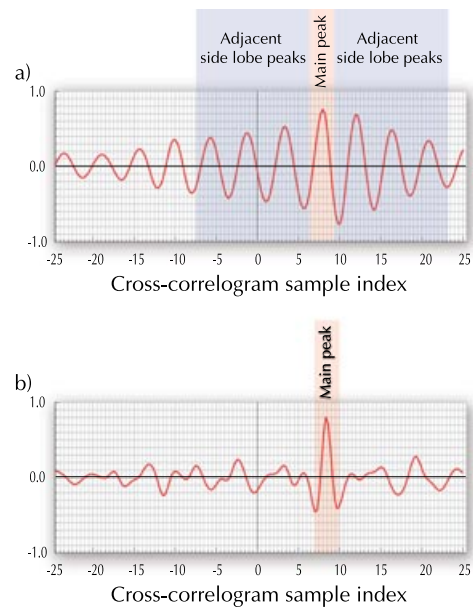 Adjacent
side lobe peaks
Main peak
Adjacent
side lobe peaks
a)
1.0
0.0
-1.0
-25 -20 -15 -10 -5 0 5 10 15 20 25
Cross-correlogram sample index
b)
Main peak
1.0
0.0
-1.0
-25 -20 -15 -10 -5 0 5 10 15 20 25
Cross-correlogram sample index